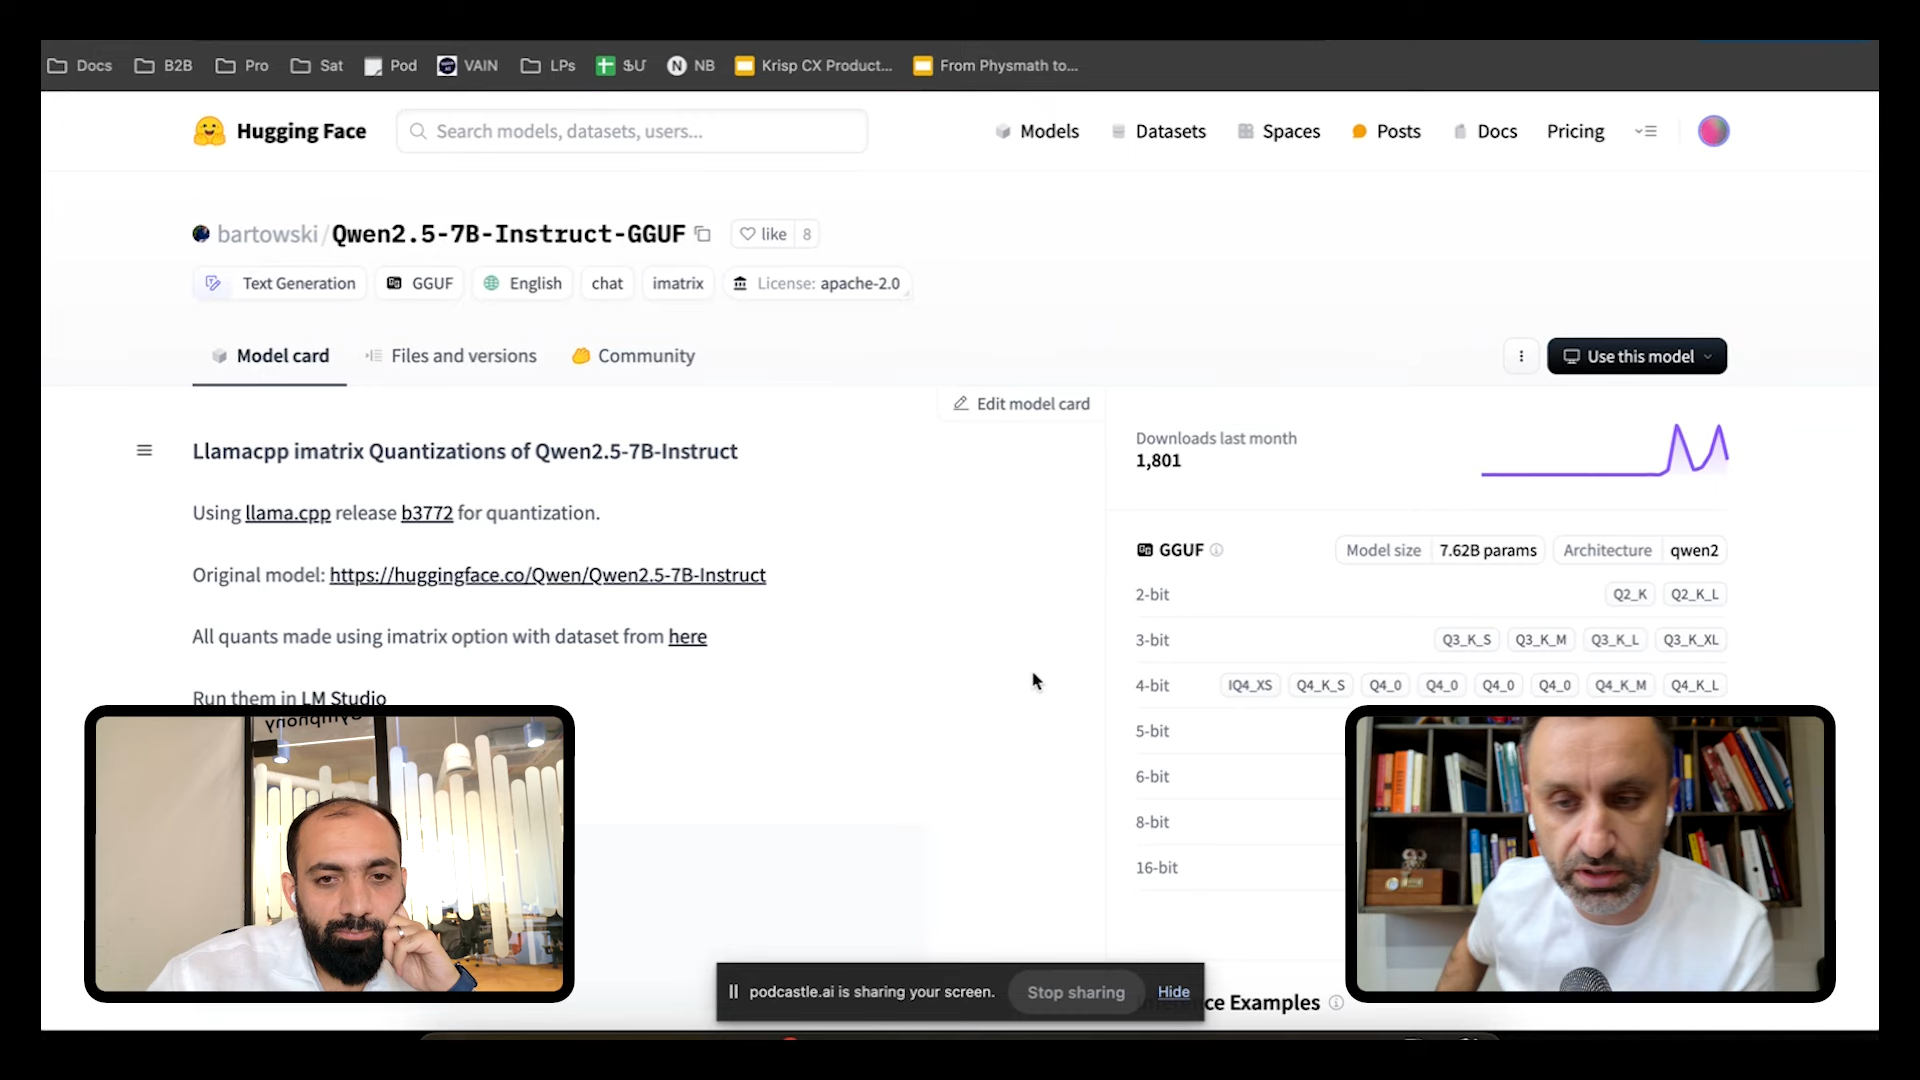 Docs B2B Pro Sat Pod VAIN LPs ՖՄ NB Krisp CX Product... From Physmath to...
Hugging Face Search models, datasets, users... Models Datasets Spaces Posts Docs Pricing
bartowski/Qwen2.5-7B-Instruct-GGUF like 8
Text Generation GGUF English chat imatrix License: apache-2.0
Model card Files and versions Community Use this model
Edit model card
Llamacpp imatrix Quantizations of Qwen2.5-7B-Instruct
Using llama.cpp release b3772 for quantization.
Original model: https://huggingface.co/Qwen/Qwen2.5-7B-Instruct
All quants made using imatrix option with dataset from here
Run them in LM Studio
Downloads last month
1,801
GGUF Model size 7.62B params Architecture qwen2
2-bit Q2_K Q2_K_L
3-bit Q3_K_S Q3_K_M Q3_K_L Q3_K_XL
4-bit IQ4_XS Q4_K_S Q4_0 Q4_0 Q4_0 Q4_0 Q4_K_M Q4_K_L
5-bit
6-bit
8-bit
16-bit
Symphony
podcastle.ai is sharing your screen. Stop sharing Hide
ce Examples